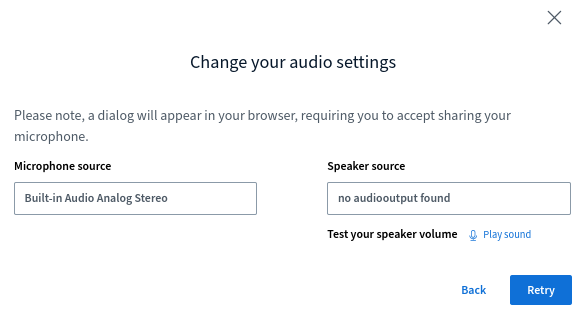 Change your audio settings
Please note, a dialog will appear in your browser, requiring you to accept sharing your
microphone.
Microphone source
Built-in Audio Analog Stereo
Speaker source
no audiooutput found
Test your speaker volume Play sound
Back Retry